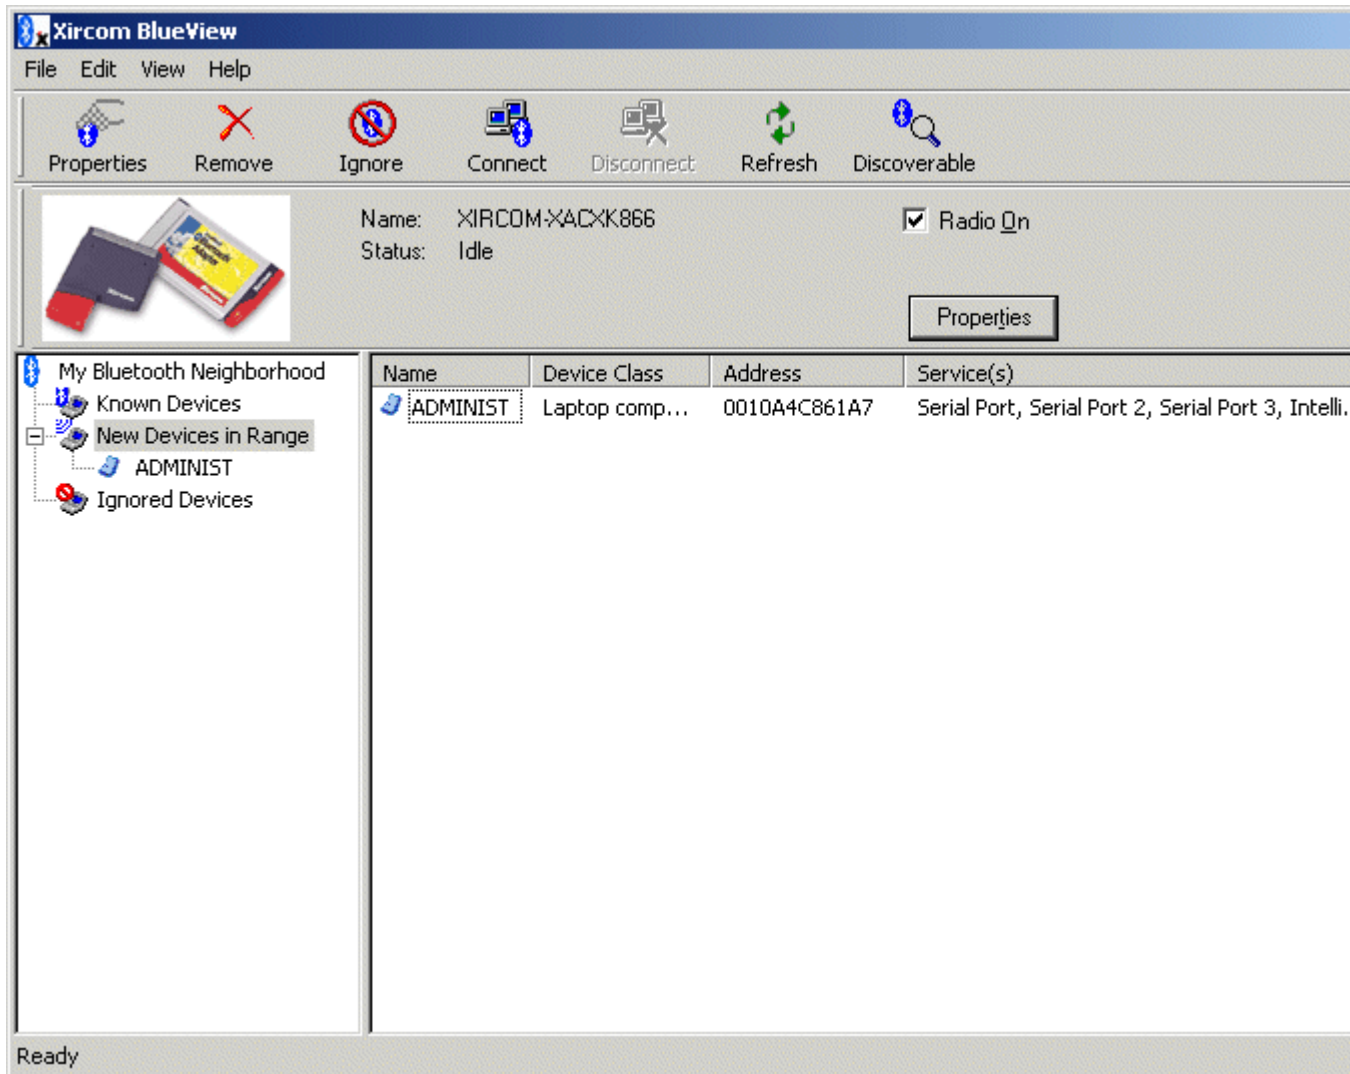 Xircom BlueView
File Edit View Help
Properties Remove Ignore Connect Disconnect Refresh Discoverable
Name: XIRCOM-XACXK866
Status: Idle
Radio On
Properties
My Bluetooth Neighborhood
Known Devices
New Devices in Range
ADMINIST
Ignored Devices
Name Device Class Address Service(s)
ADMINIST Laptop comp... 0010A4C861A7 Serial Port, Serial Port 2, Serial Port 3, Intelli.
Ready